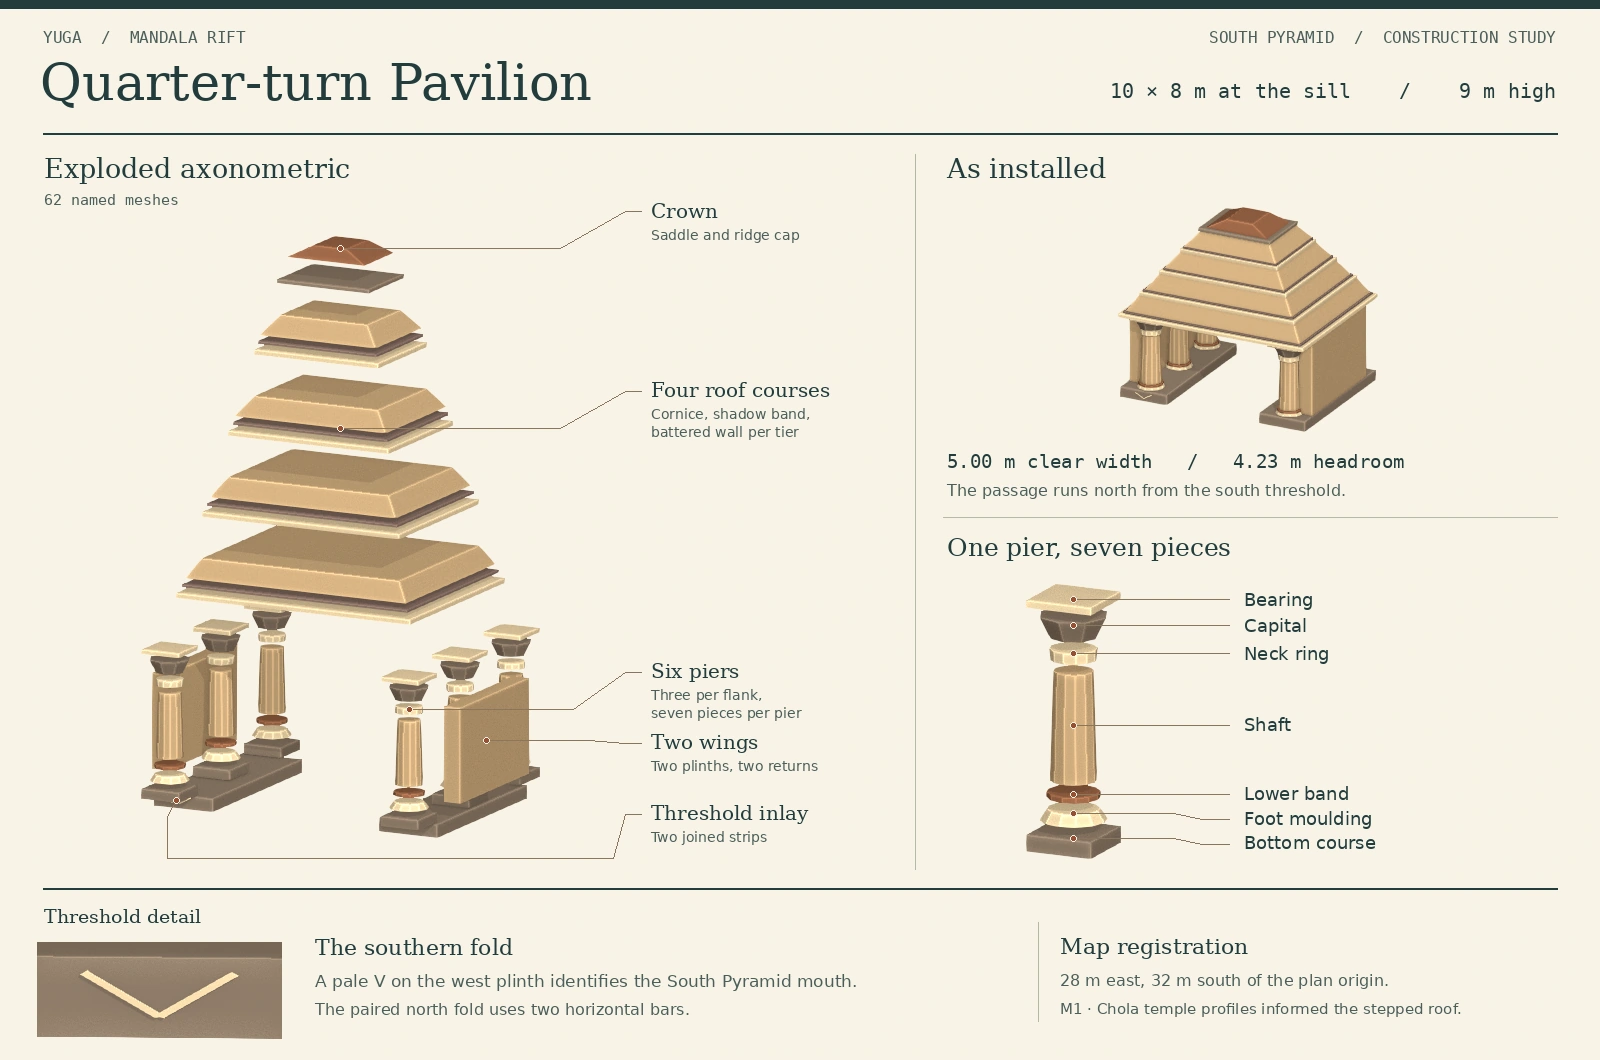 YUGA / MANDALA RIFT
SOUTH PYRAMID / CONSTRUCTION STUDY
Quarter-turn Pavilion
10 × 8 m at the sill / 9 m high
Exploded axonometric
62 named meshes
Crown
Saddle and ridge cap
Four roof courses
Cornice, shadow band,
battered wall per tier
Six piers
Three per flank,
seven pieces per pier
Two wings
Two plinths, two returns
Threshold inlay
Two joined strips
As installed
5.00 m clear width / 4.23 m headroom
The passage runs north from the south threshold.
One pier, seven pieces
Bearing
Capital
Neck ring
Shaft
Lower band
Foot moulding
Bottom course
Threshold detail
The southern fold
A pale V on the west plinth identifies the South Pyramid mouth.
The paired north fold uses two horizontal bars.
Map registration
28 m east, 32 m south of the plan origin.
M1 · Chola temple profiles informed the stepped roof.